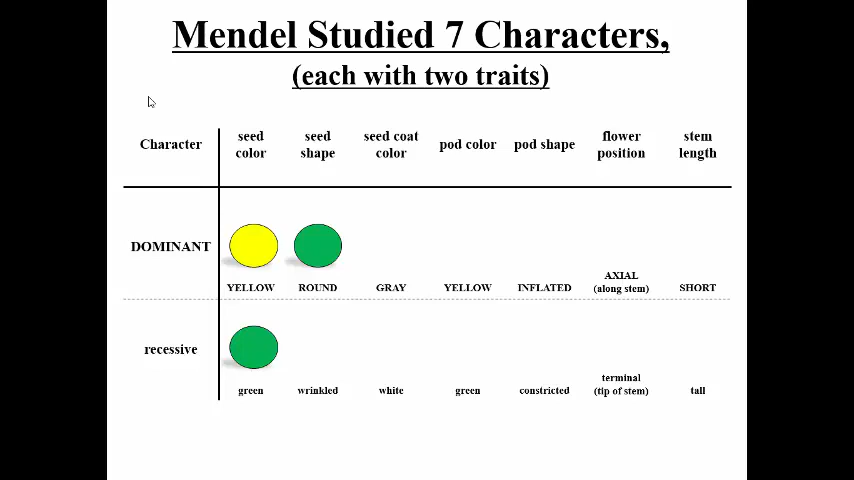 Mendel Studied 7 Characters,
(each with two traits)
Character
seed color
seed shape
seed coat color
pod color
pod shape
flower position
stem length
DOMINANT
YELLOW
ROUND
GRAY
YELLOW
INFLATED
AXIAL
(along stem)
SHORT
recessive
green
wrinkled
white
green
constricted
terminal
(tip of stem)
tall